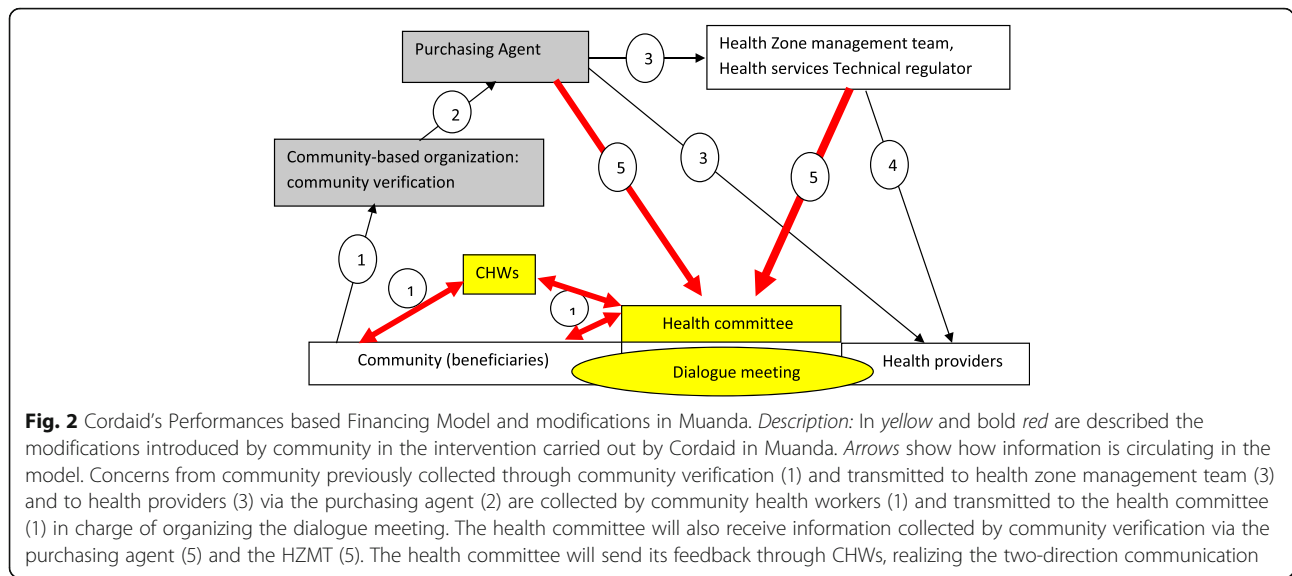 Purchasing Agent
3
Health Zone management team,
Health services Technical regulator
2
Community-based organization:
community verification
5
3
5
4
1
CHWs
1
1
Health committee
Community (beneficiaries)
Dialogue meeting
Health providers
Fig. 2 Cordaid's Performances based Financing Model and modifications in Muanda. Description: In yellow and bold red are described the
modifications introduced by community in the intervention carried out by Cordaid in Muanda. Arrows show how information is circulating in the
model. Concerns from community previously collected through community verification (1) and transmitted to health zone management team (3)
and to health providers (3) via the purchasing agent (2) are collected by community health workers (1) and transmitted to the health committee
(1) in charge of organizing the dialogue meeting. The health committee will also receive information collected by community verification via the
purchasing agent (5) and the HZMT (5). The health committee will send its feedback through CHWs, realizing the two-direction communication